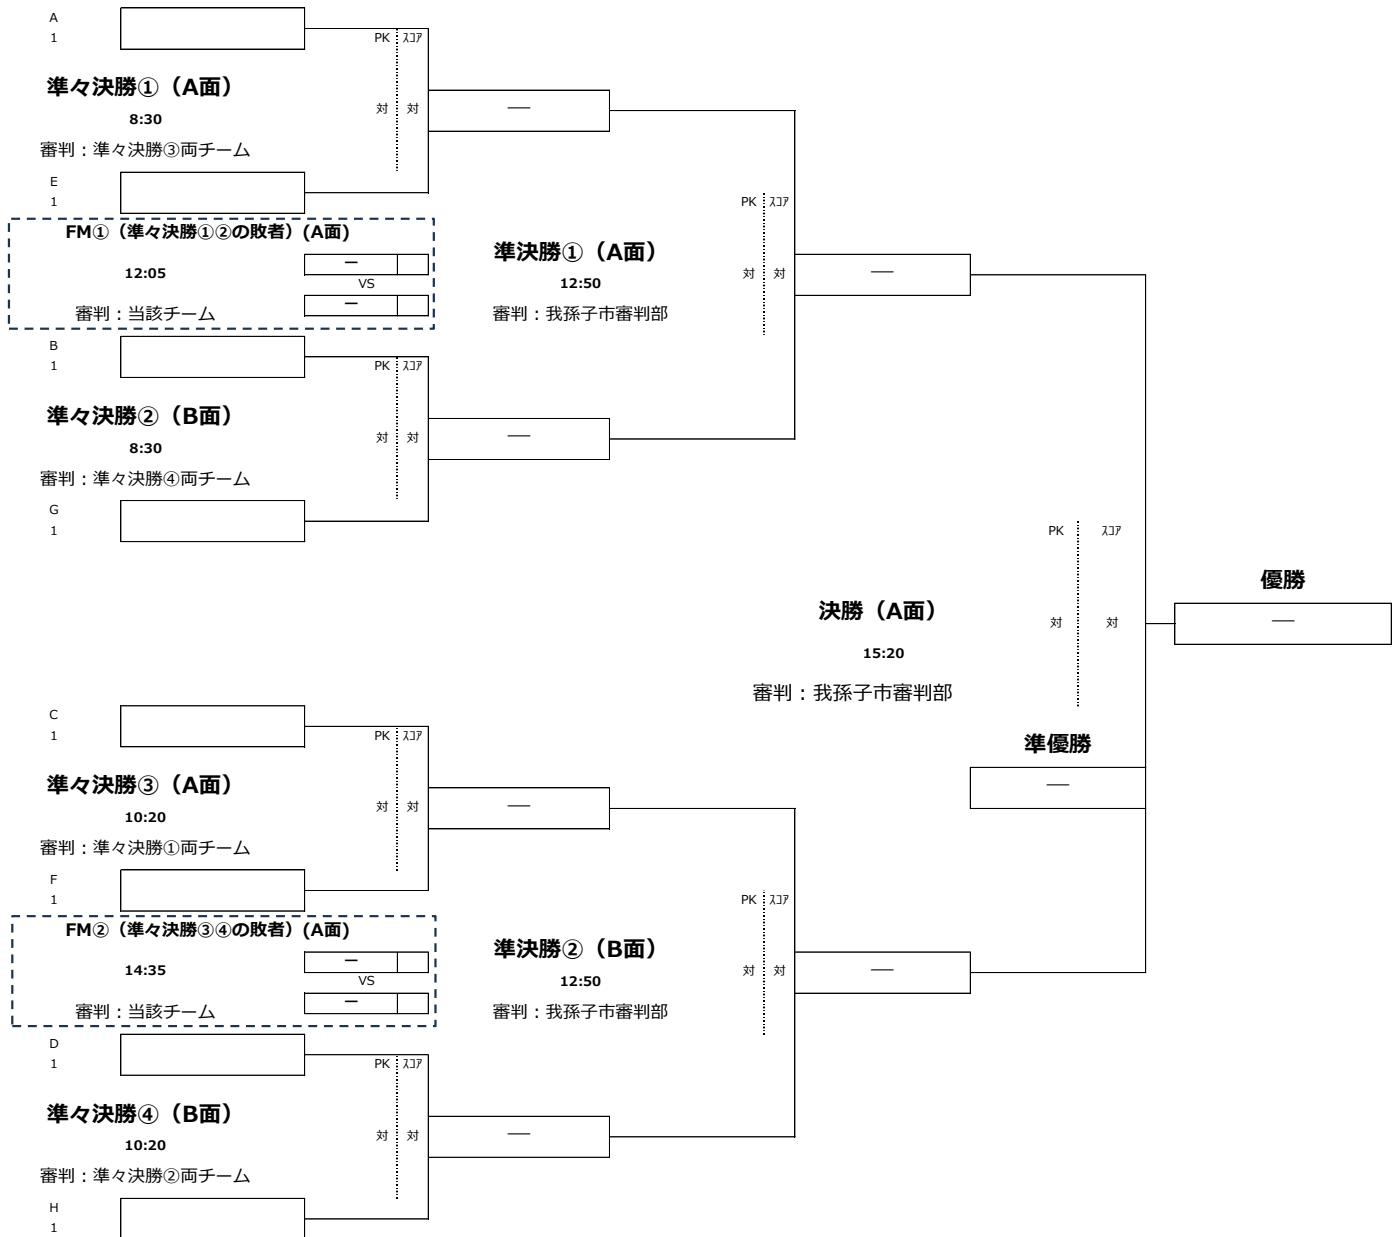 A
1
PK ｽｺｱ
準々決勝①（A面）
対 対
8:30
審判：準々決勝③両チーム
―
E
1
FM①（準々決勝①②の敗者）(A面)
12:05
ー
VS
ー
審判：当該チーム
準決勝①（A面）
12:50
審判：我孫子市審判部
PK ｽｺｱ
対 対
―
B
1
PK ｽｺｱ
準々決勝②（B面）
対 対
8:30
審判：準々決勝④両チーム
―
G
1
PK ｽｺｱ
決勝（A面）
対 対
15:20
審判：我孫子市審判部
優勝
―
準優勝
―
C
1
PK ｽｺｱ
準々決勝③（A面）
対 対
10:20
審判：準々決勝①両チーム
―
F
1
FM②（準々決勝③④の敗者）(A面)
14:35
ー
VS
ー
審判：当該チーム
準決勝②（B面）
12:50
審判：我孫子市審判部
PK ｽｺｱ
対 対
―
D
1
PK ｽｺｱ
準々決勝④（B面）
対 対
10:20
審判：準々決勝②両チーム
―
H
1